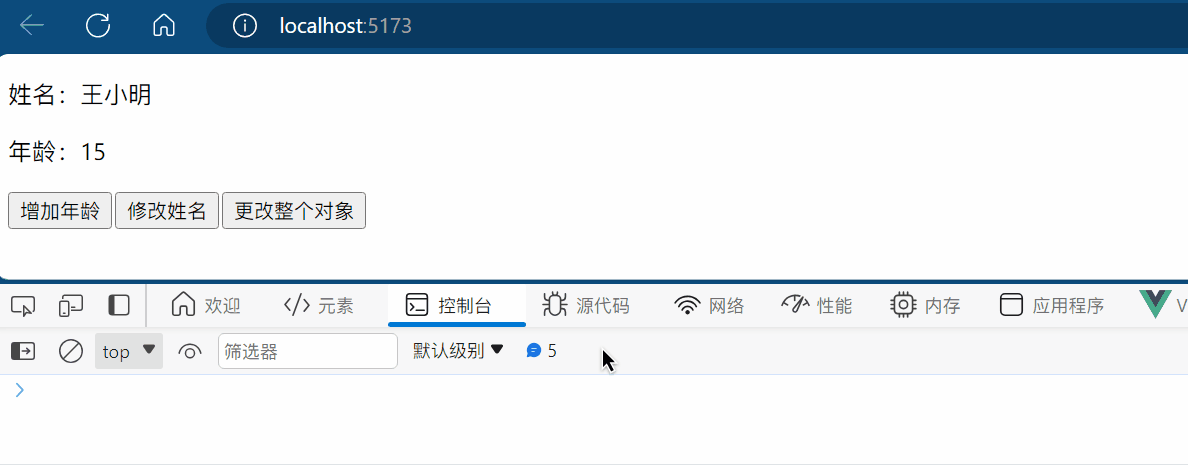 localhost:5173
姓名：王小明
年龄：15
增加年龄 修改姓名 更改整个对象
欢迎 元素 控制台 源代码 网络 性能 内存 应用程序 V
top 筛选器 默认级别 5